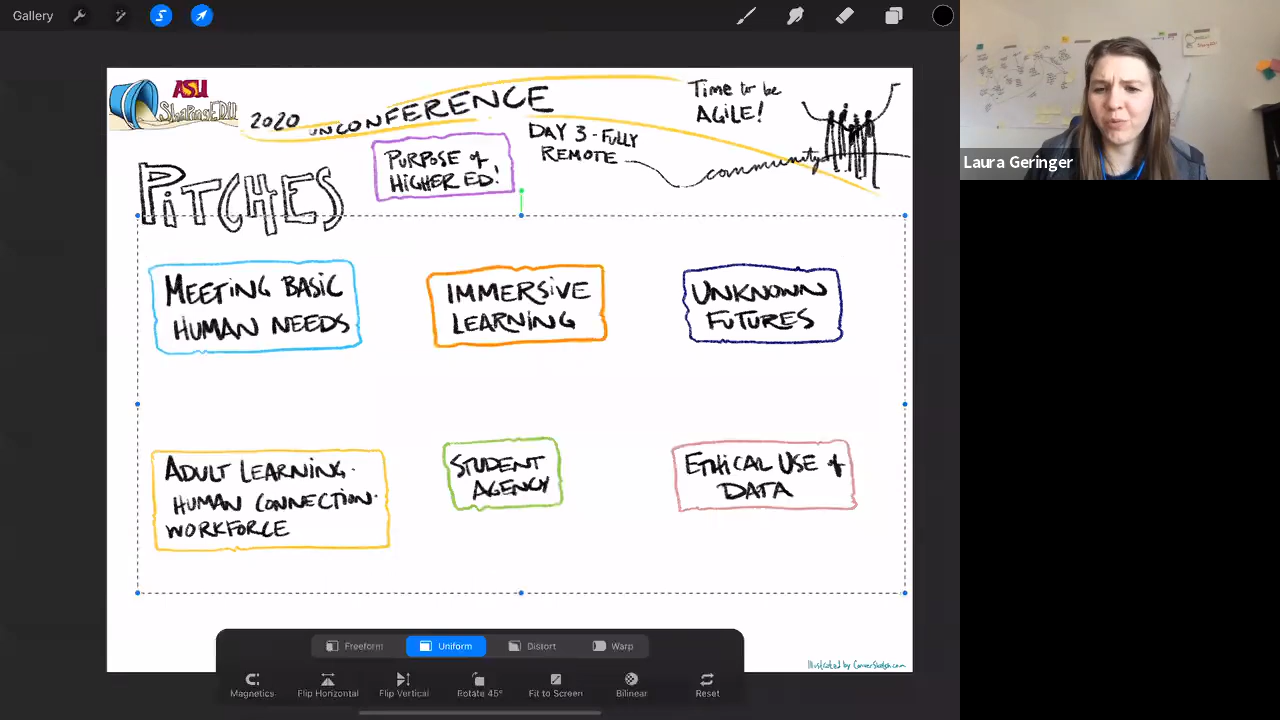 Gallery
ASU
ShapingEDU
2020 UNCONFERENCE
Time to be
AGILE!
DAY 3 - FULLY
REMOTE
community
PURPOSE of
HIGHER ED!
PITCHES
MEETING BASIC
HUMAN NEEDS
IMMERSIVE
LEARNING
UNKNOWN
FUTURES
ADULT LEARNING.
HUMAN CONNECTION.
WORKFORCE
STUDENT
AGENCY
ETHICAL USE of
DATA
Illustrated by ConverSketch.com
Freeform
Uniform
Distort
Warp
Magnetics
Flip Horizontal
Flip Vertical
Rotate 45°
Fit to Screen
Bilinear
Reset
Laura Geringer